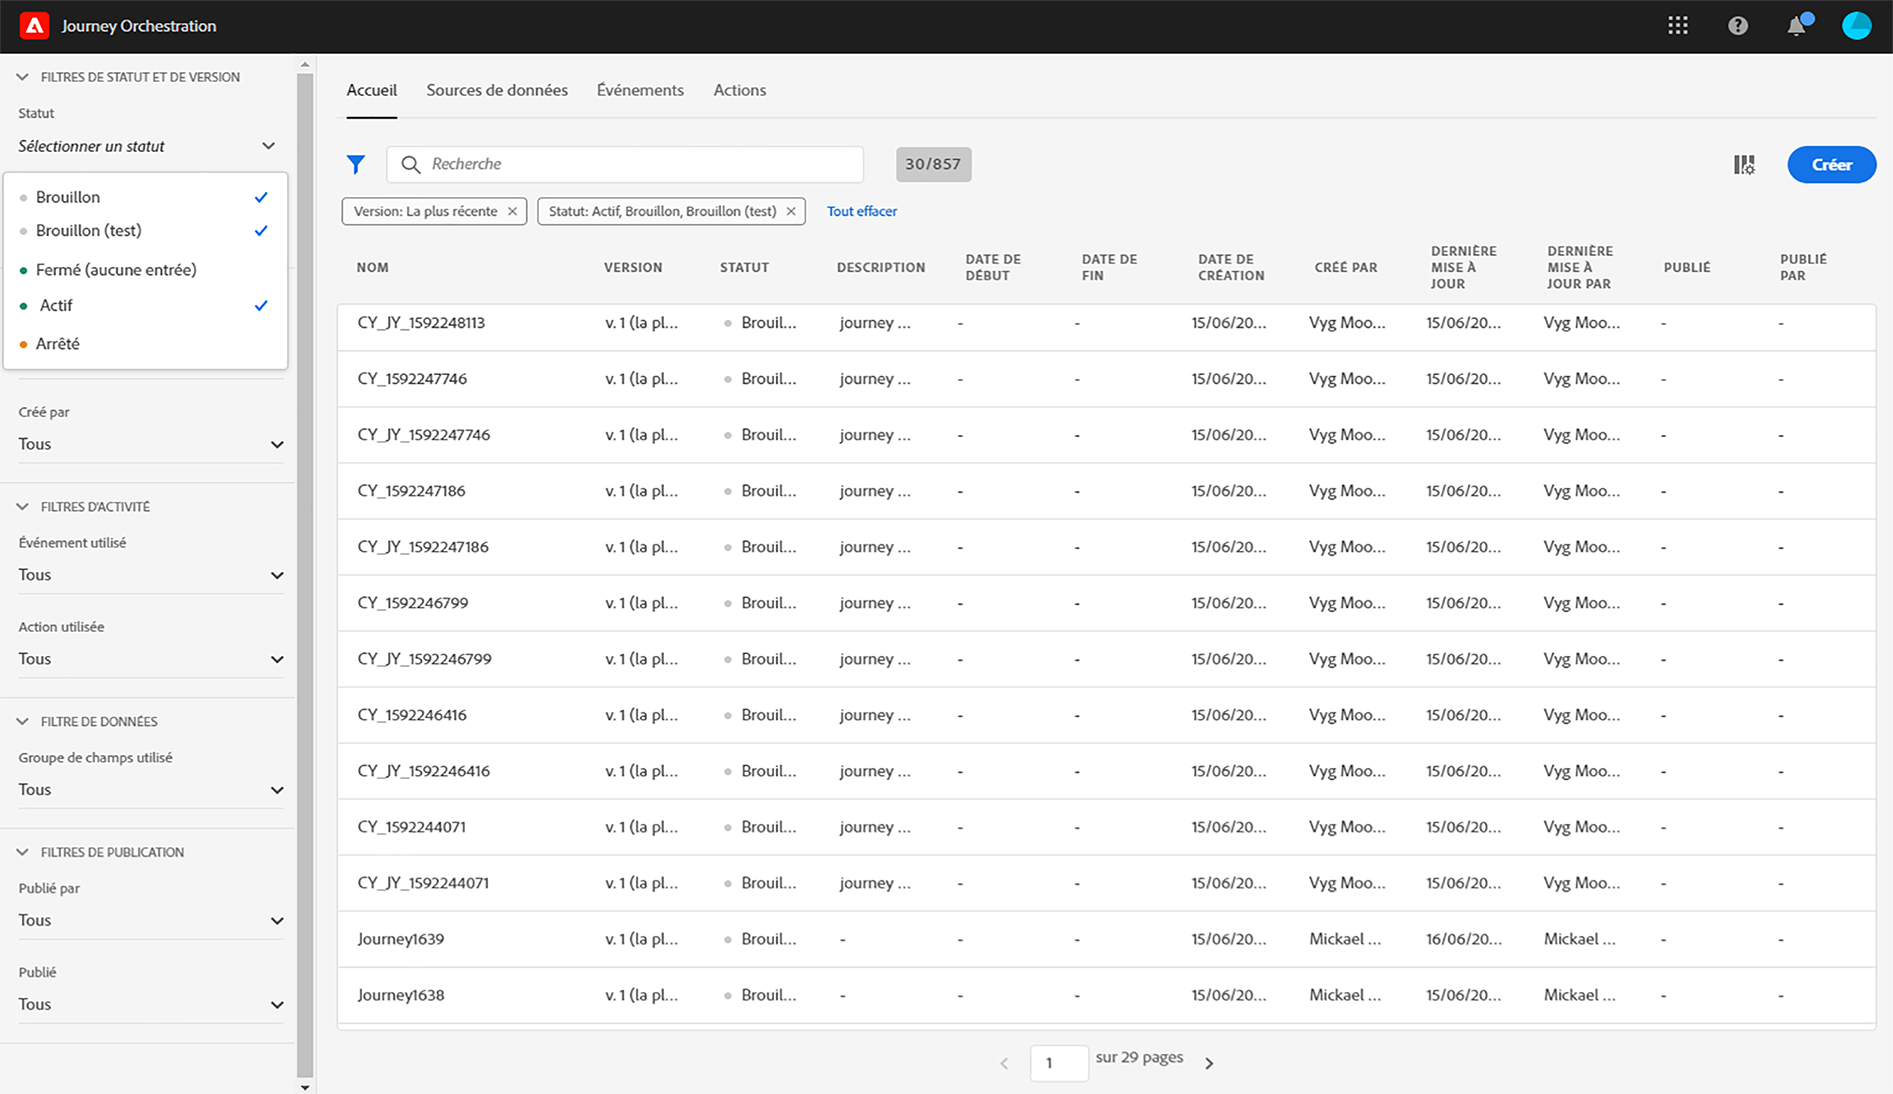 Journey Orchestration
FILTRES DE STATUT ET DE VERSION
Statut
Sélectionner un statut
Brouillon
Brouillon (test)
Fermé (aucune entrée)
Actif
Arrêté
Créé par
Tous
FILTRES D'ACTIVITÉ
Événement utilisé
Tous
Action utilisée
Tous
FILTRE DE DONNÉES
Groupe de champs utilisé
Tous
FILTRES DE PUBLICATION
Publié par
Tous
Publié
Tous
Accueil Sources de données Événements Actions
Recherche 30/857 Créer
Version: La plus récente Statut: Actif, Brouillon, Brouillon (test) Tout effacer
NOM VERSION STATUT DESCRIPTION DATE DE DÉBUT DATE DE FIN DATE DE CRÉATION CRÉÉ PAR DERNIÈRE MISE À JOUR DERNIÈRE MISE À JOUR PAR PUBLIÉ PUBLIÉ PAR
CY_JY_1592248113 v. 1 (la pl... Brouil... journey ... - - 15/06/20... Vyg Moo... 15/06/20... Vyg Moo... - -
CY_1592247746 v. 1 (la pl... Brouil... journey ... - - 15/06/20... Vyg Moo... 15/06/20... Vyg Moo... - -
CY_JY_1592247746 v. 1 (la pl... Brouil... journey ... - - 15/06/20... Vyg Moo... 15/06/20... Vyg Moo... - -
CY_1592247186 v. 1 (la pl... Brouil... journey ... - - 15/06/20... Vyg Moo... 15/06/20... Vyg Moo... - -
CY_JY_1592247186 v. 1 (la pl... Brouil... journey ... - - 15/06/20... Vyg Moo... 15/06/20... Vyg Moo... - -
CY_1592246799 v. 1 (la pl... Brouil... journey ... - - 15/06/20... Vyg Moo... 15/06/20... Vyg Moo... - -
CY_JY_1592246799 v. 1 (la pl... Brouil... journey ... - - 15/06/20... Vyg Moo... 15/06/20... Vyg Moo... - -
CY_1592246416 v. 1 (la pl... Brouil... journey ... - - 15/06/20... Vyg Moo... 15/06/20... Vyg Moo... - -
CY_JY_1592246416 v. 1 (la pl... Brouil... journey ... - - 15/06/20... Vyg Moo... 15/06/20... Vyg Moo... - -
CY_1592244071 v. 1 (la pl... Brouil... journey ... - - 15/06/20... Vyg Moo... 15/06/20... Vyg Moo... - -
CY_JY_1592244071 v. 1 (la pl... Brouil... journey ... - - 15/06/20... Vyg Moo... 15/06/20... Vyg Moo... - -
Journey1639 v. 1 (la pl... Brouil... - - - 15/06/20... Mickael ... 16/06/20... Mickael ... - -
Journey1638 v. 1 (la pl... Brouil... - - - 15/06/20... Mickael ... 15/06/20... Mickael ... - -
1 sur 29 pages